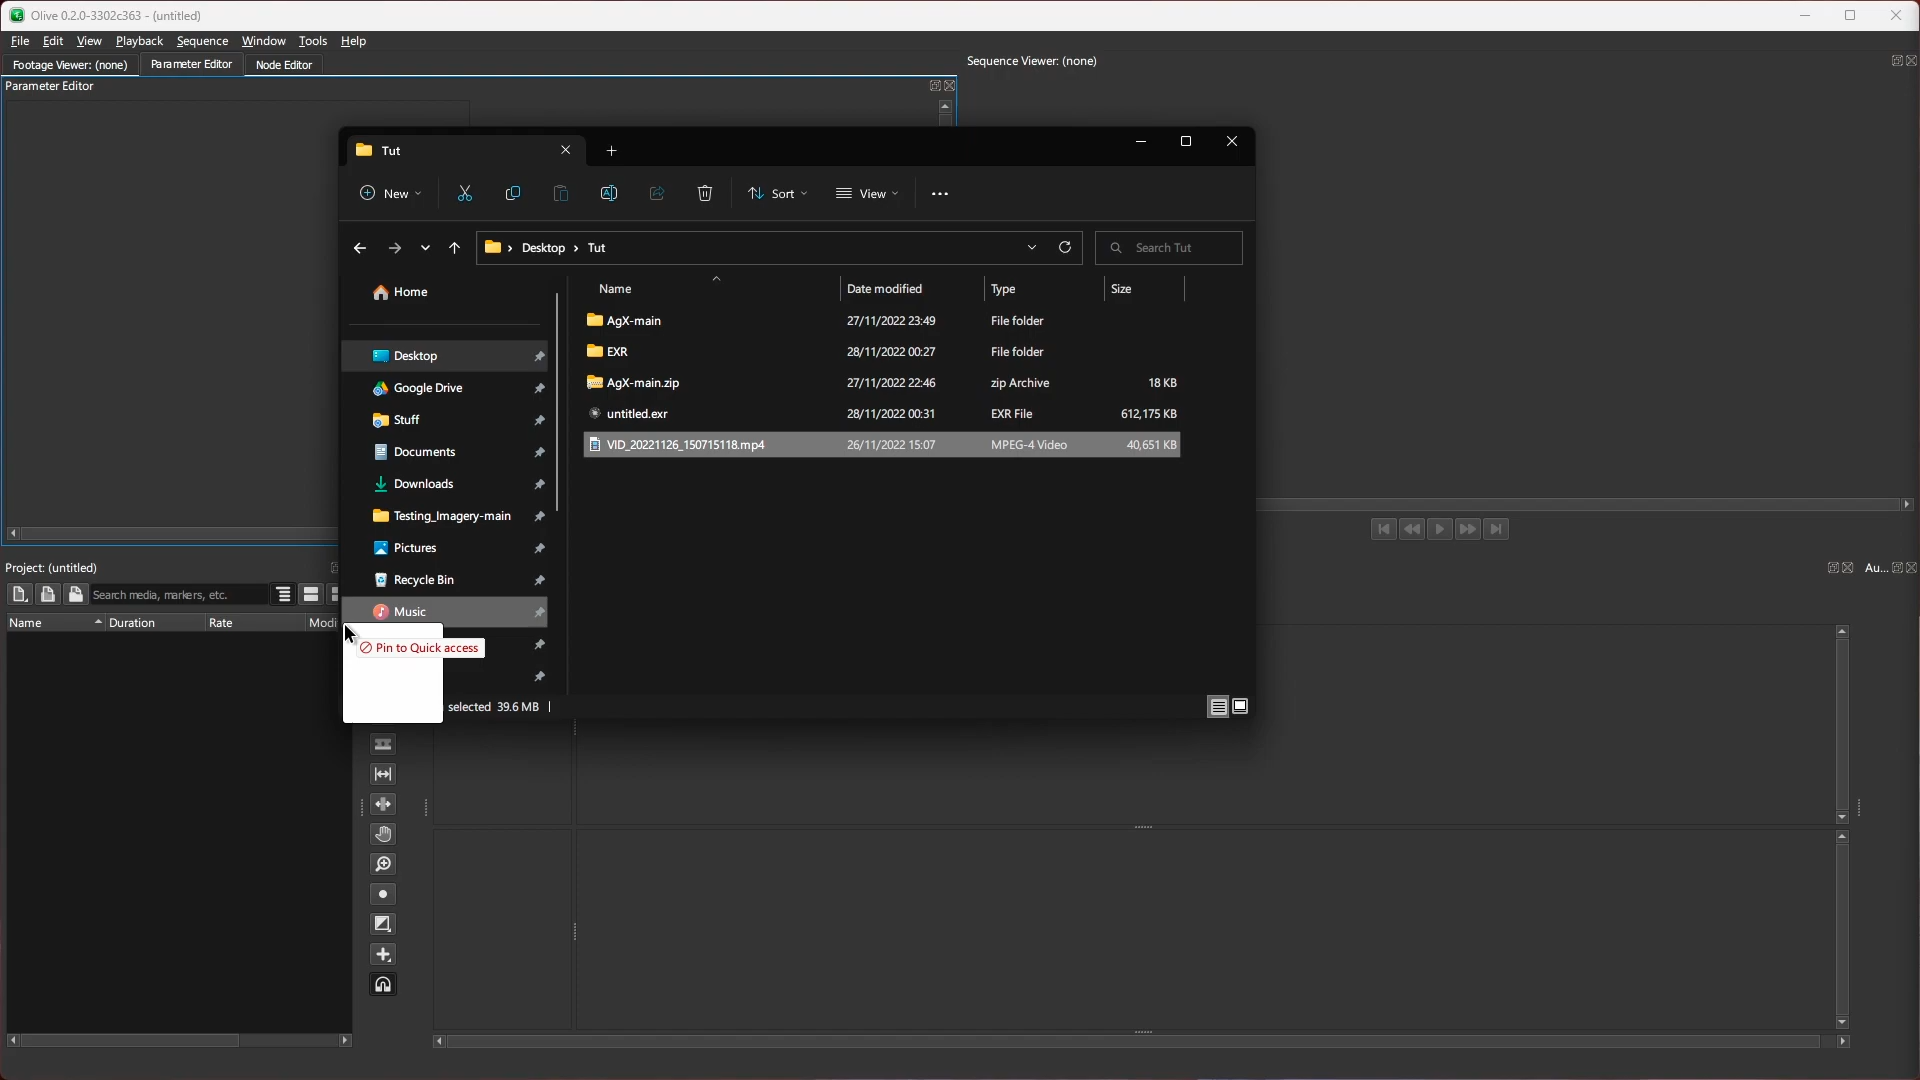 Olive 0.2.0-3302c363 - (untitled)
File Edit View Playback Sequence Window Tools Help
Footage Viewer: (none) Parameter Editor Node Editor
Sequence Viewer: (none)
Parameter Editor
Tut
New Sort View
Desktop Tut
Search Tut
Home
Name Date modified Type Size
AgX-main 27/11/2022 23:49 File folder
EXR 28/11/2022 00:27 File folder
AgX-main.zip 27/11/2022 22:46 zip Archive 18 KB
untitled.exr 28/11/2022 00:31 EXR File 612,175 KB
VID_20221126_150715118.mp4 26/11/2022 15:07 MPEG-4 Video 40,651 KB
Desktop
Google Drive
Stuff
Documents
Downloads
Testing_Imagery-main
Pictures
Recycle Bin
Music
Pin to Quick access
selected 39.6 MB
Project: (untitled)
Search media, markers, etc.
Name Duration Rate Modi
Au...